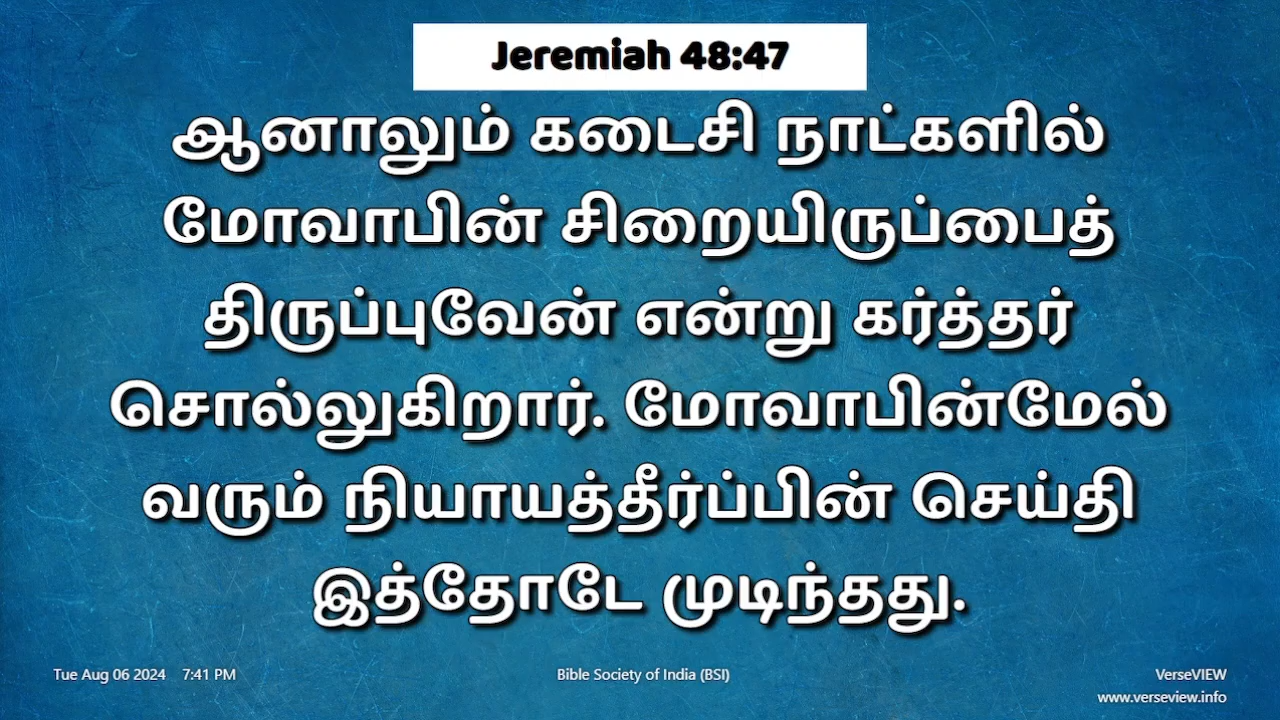 Jeremiah 48:47
ஆனாலும் கடைசி நாட்களில்
மோவாபின் சிறையிருப்பைத்
திருப்புவேன் என்று கர்த்தர்
சொல்லுகிறார். மோவாபின்மேல்
வரும் நியாயத்தீர்ப்பின் செய்தி
இத்தோடே முடிந்தது.
Tue Aug 06 2024 7:41 PM
Bible Society of India (BSI)
VerseVIEW
www.verseview.info